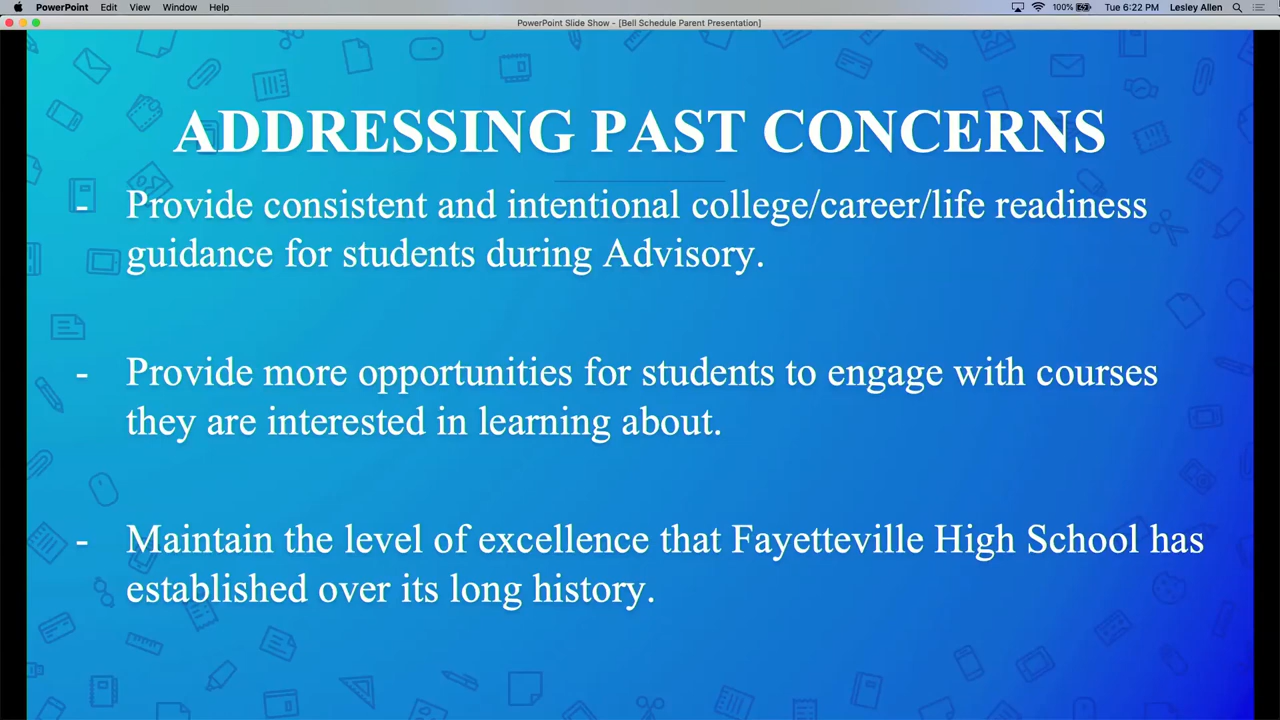 PowerPoint Edit View Window Help 100% Tue 6:22 PM Lesley Allen
PowerPoint Slide Show - [Bell Schedule Parent Presentation]
ADDRESSING PAST CONCERNS
- Provide consistent and intentional college/career/life readiness
guidance for students during Advisory.
- Provide more opportunities for students to engage with courses
they are interested in learning about.
- Maintain the level of excellence that Fayetteville High School has
established over its long history.